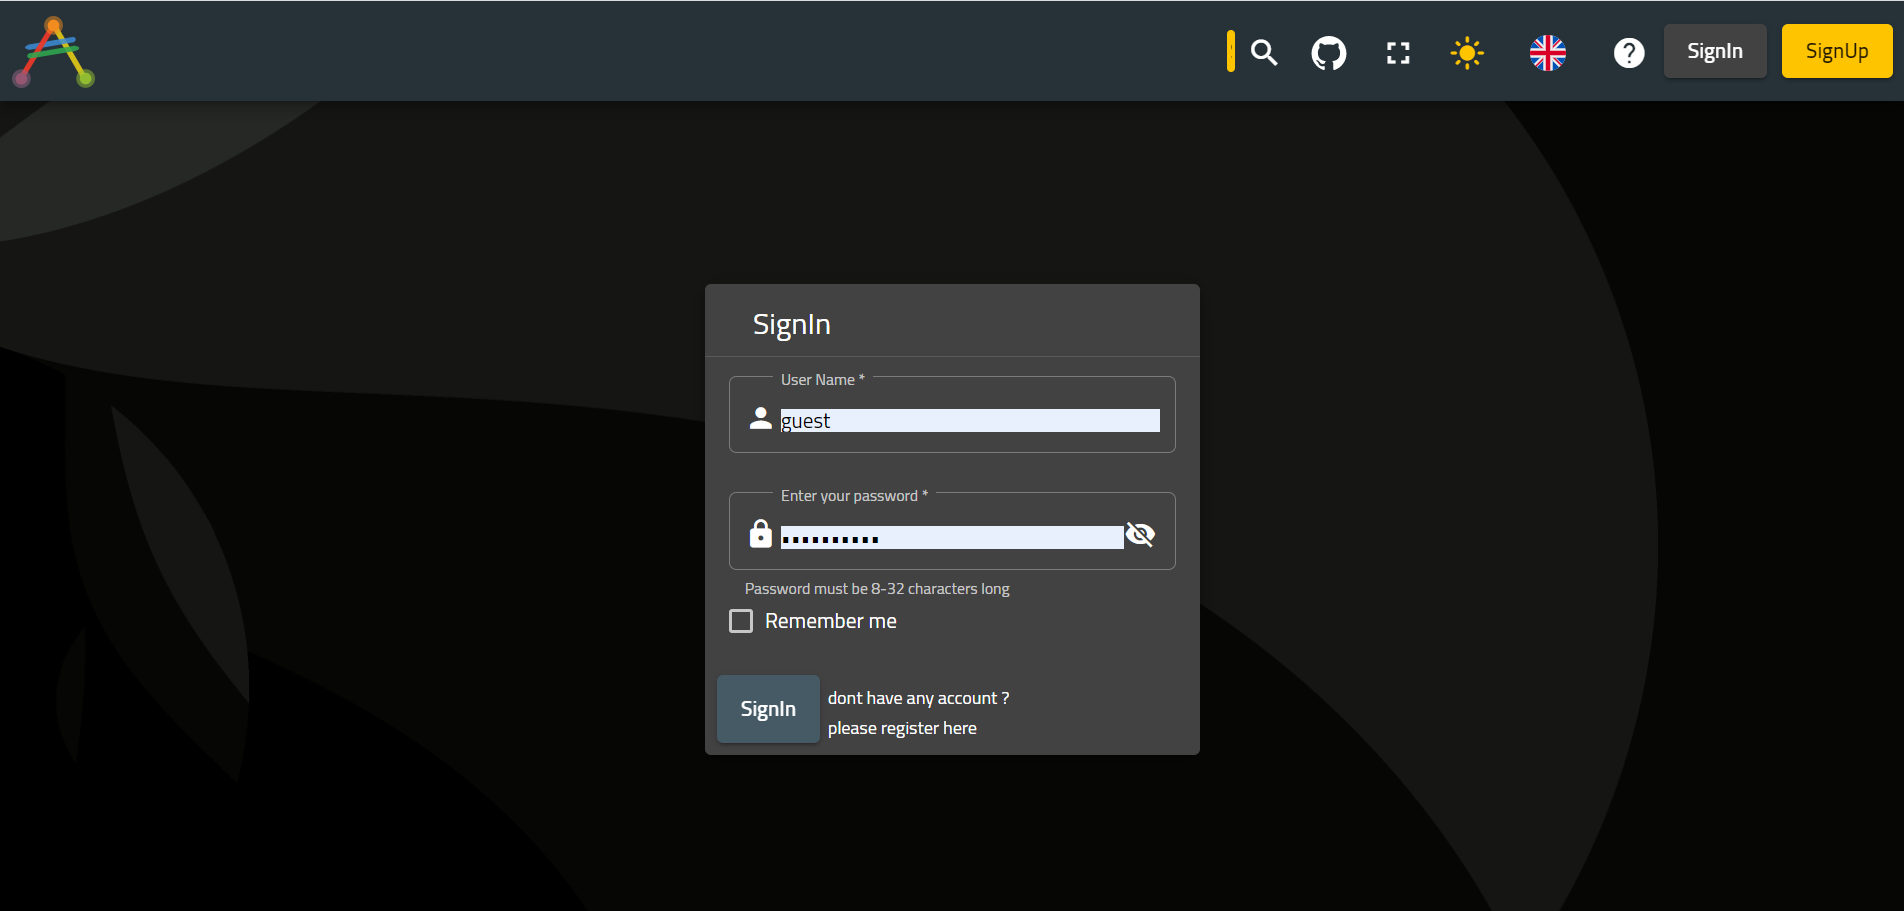 SignIn
SignUp
SignIn
User Name *
guest
Enter your password *
••••••••••
Password must be 8-32 characters long
Remember me
SignIn
dont have any account ?
please register here